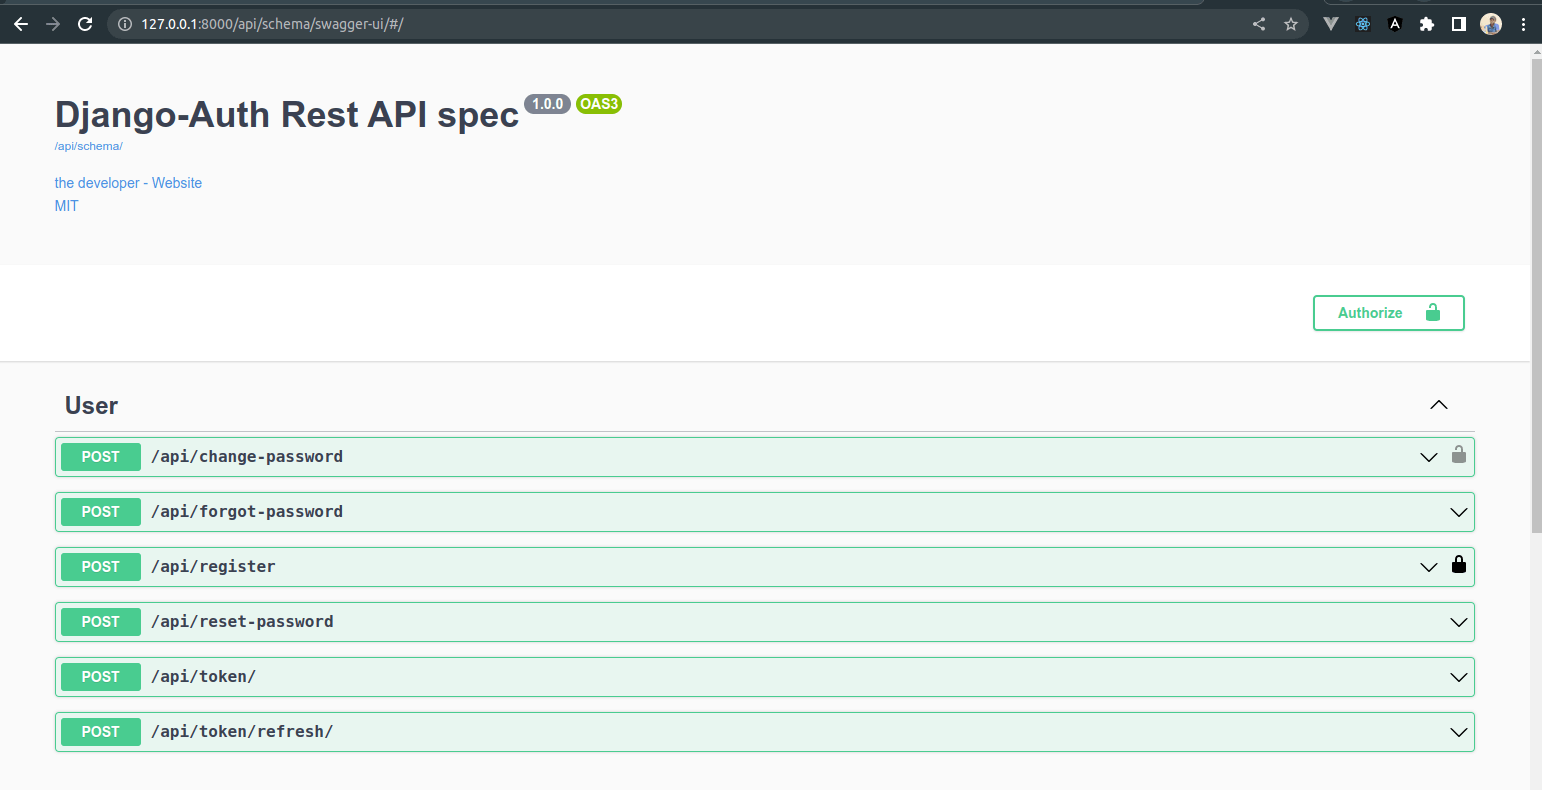 127.0.0.1:8000/api/schema/swagger-ui/#/
Django-Auth Rest API spec 1.0.0 OAS3
/api/schema/
the developer - Website
MIT
Authorize
User
POST /api/change-password
POST /api/forgot-password
POST /api/register
POST /api/reset-password
POST /api/token/
POST /api/token/refresh/